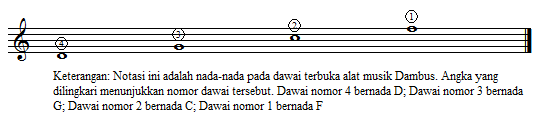 ④ ③ ② ①
Keterangan: Notasi ini adalah nada-nada pada dawai terbuka alat musik Dambus. Angka yang
dilingkari menunjukkan nomor dawai tersebut. Dawai nomor 4 bernada D; Dawai nomor 3 bernada
G; Dawai nomor 2 bernada C; Dawai nomor 1 bernada F